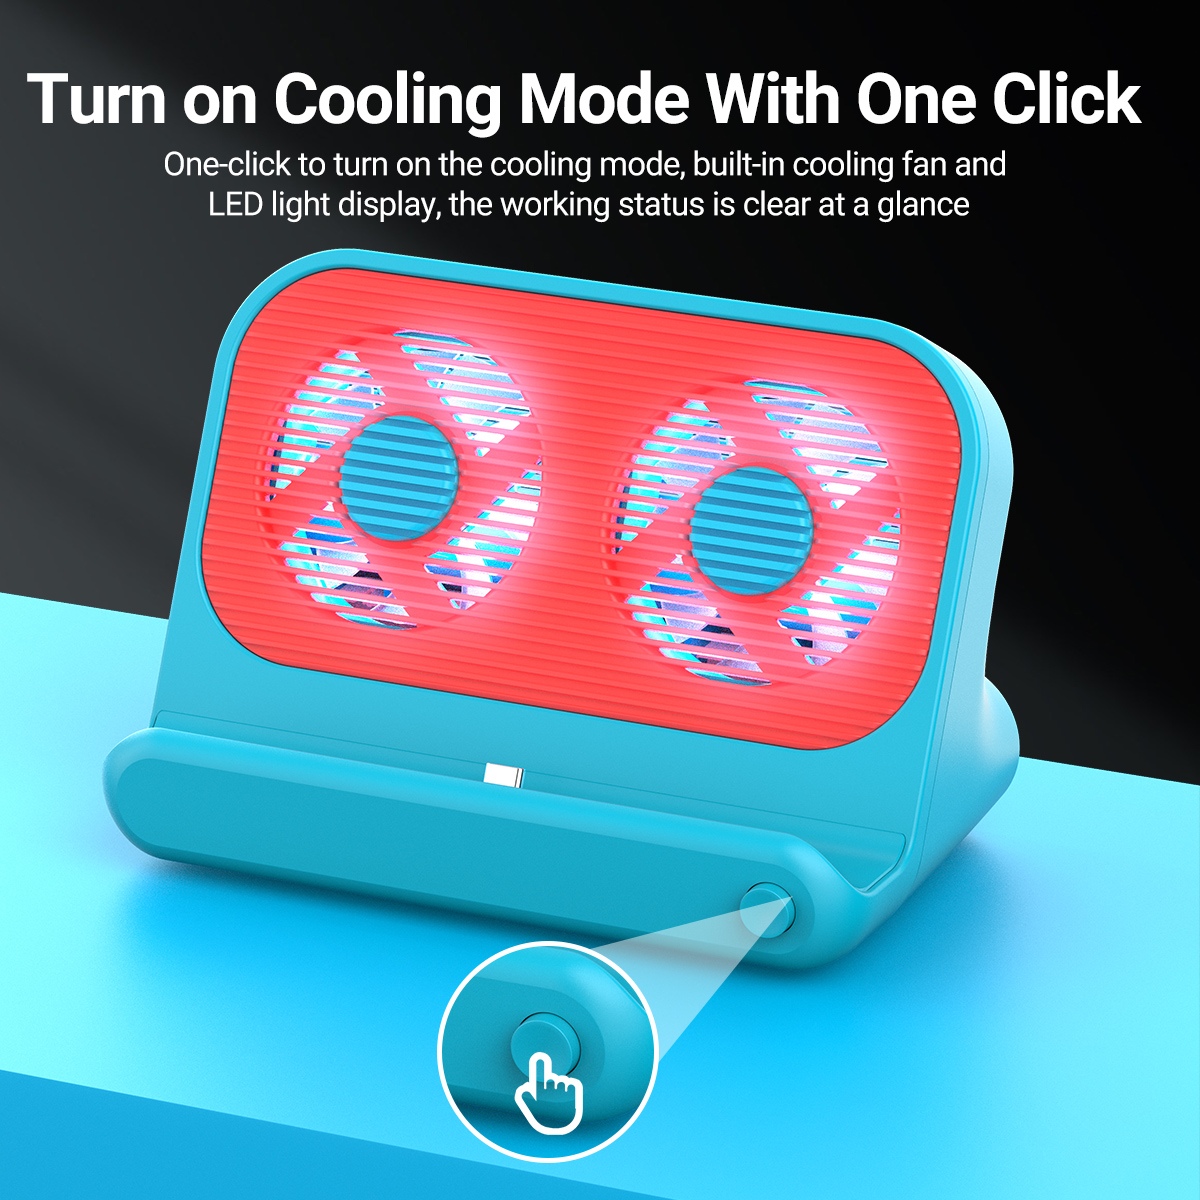 Turn on Cooling Mode With One Click
One-click to turn on the cooling mode, built-in cooling fan and
LED light display, the working status is clear at a glance